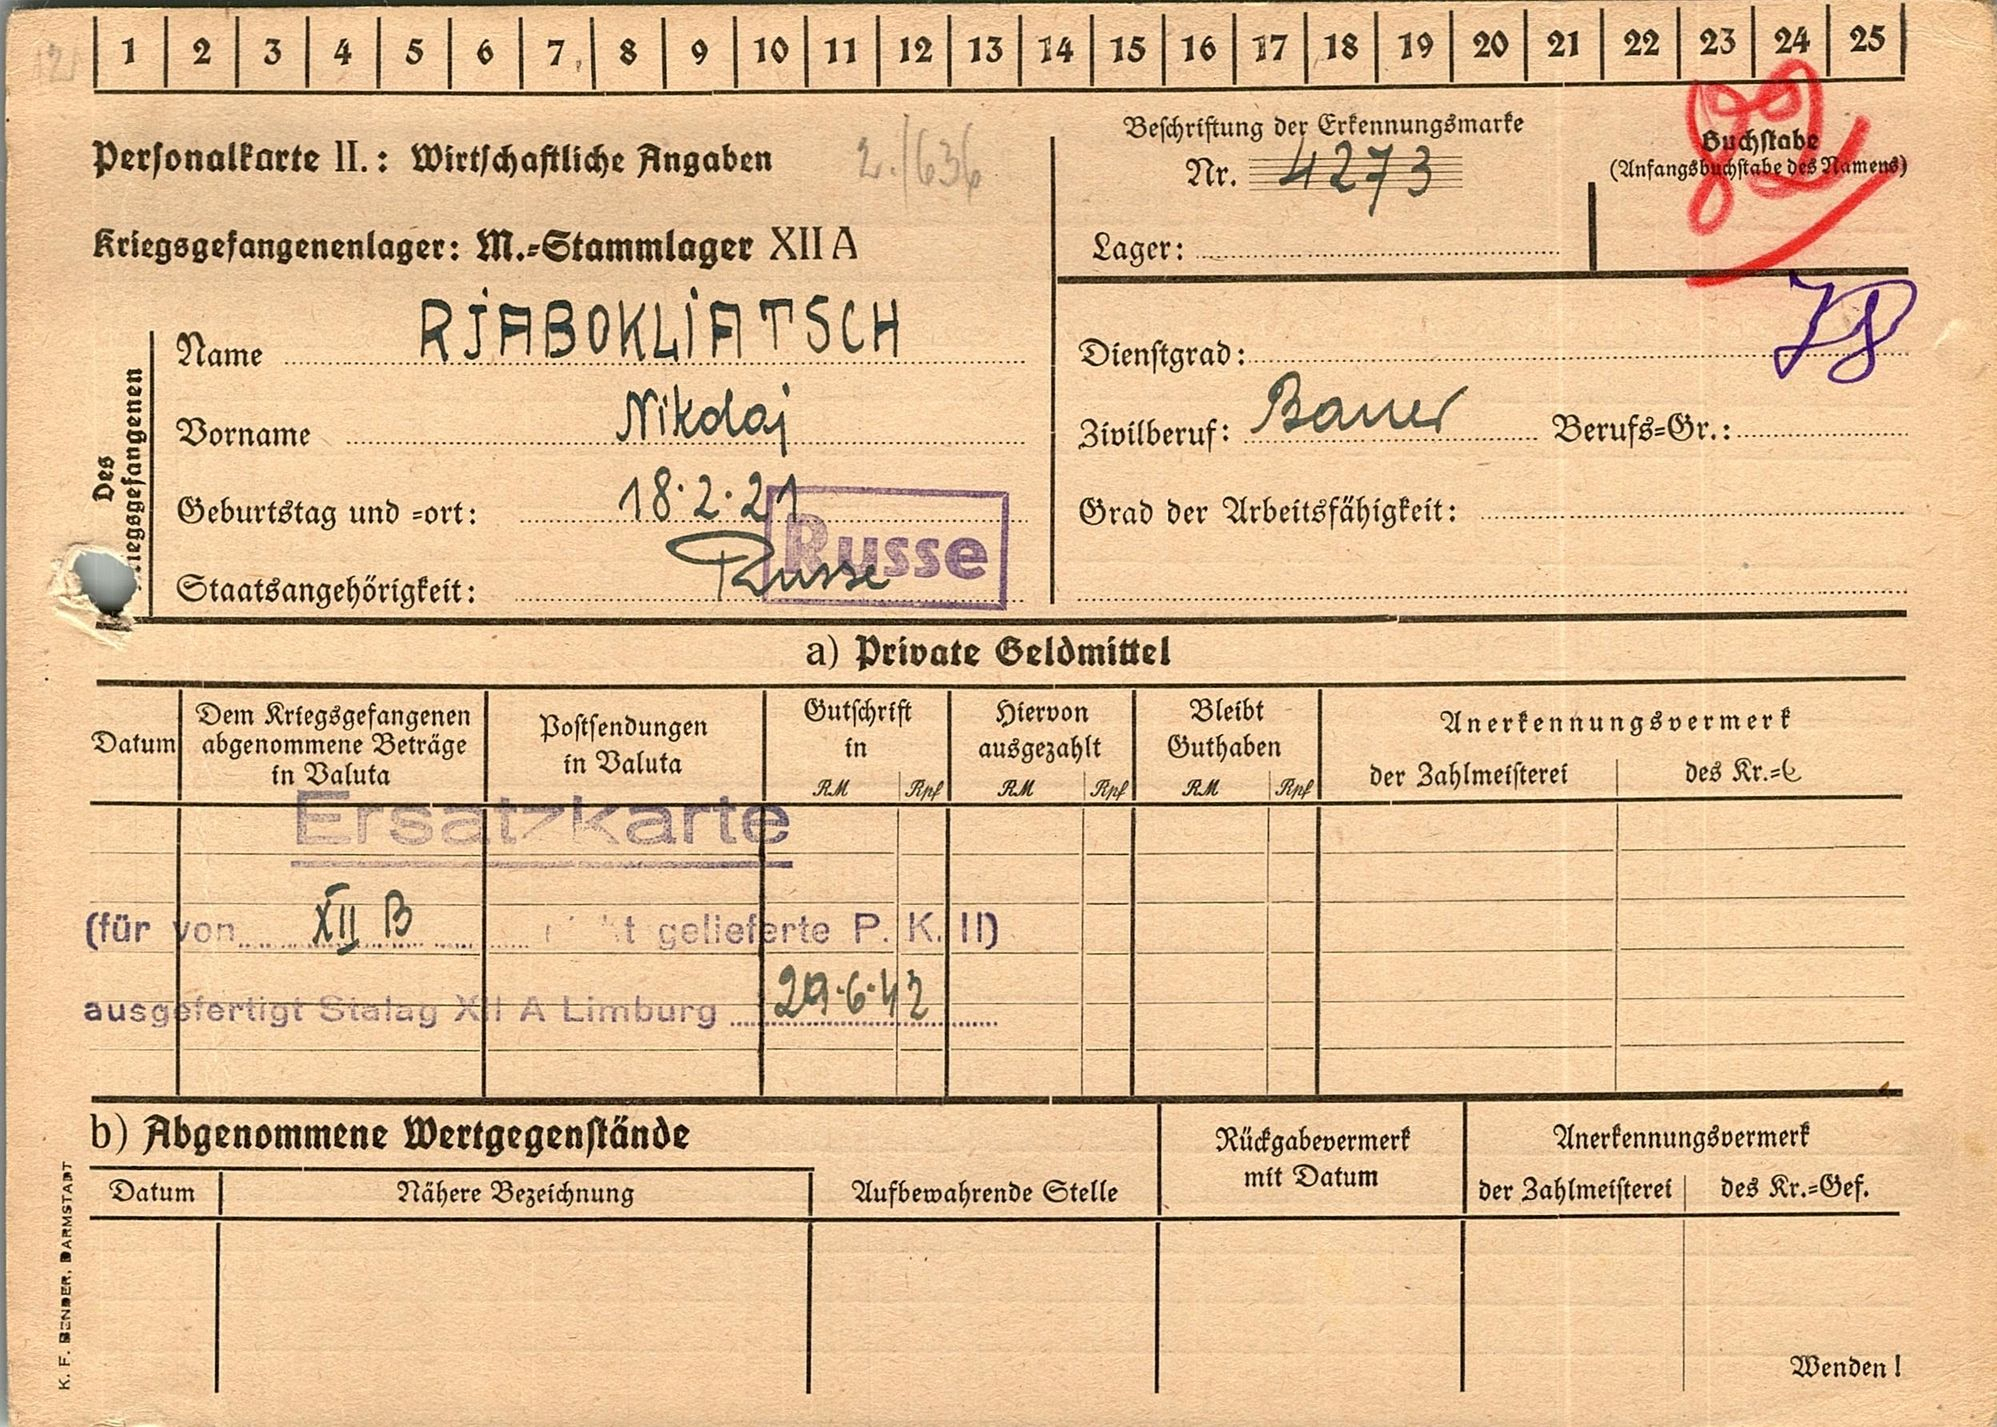 1 2 3 4 5 6 7 8 9 10 11 12 13 14 15 16 17 18 19 20 21 22 23 24 25
Personalkarte II.: Wirtschaftliche Angaben
2./636
Beschriftung der Erkennungsmarke
Nr. 4273
Lager:
Buchstabe
(Anfangsbuchstabe des Namens)
Kriegsgefangenenlager: M.-Stammlager XII A
Des
Kriegsgefangenen
Name RJABOKLIATSCH
Vorname Nikolaj
Geburtstag und -ort: 18.2.21
Staatsangehörigkeit: Russe
Russe
Dienstgrad:
Zivilberuf: Bauer Berufs-Gr.:
Grad der Arbeitsfähigkeit:
a) Private Geldmittel
Datum
Dem Kriegsgefangenen
abgenommene Beträge
in Valuta
Postsendungen
in Valuta
Gutschrift
in
RM Rpf
Hiervon
ausgezahlt
RM Rpf
Bleibt
Guthaben
RM Rpf
Anerkennungsvermerk
der Zahlmeisterei des Kr.-G
Ersatzkarte
(für von XII B gelieferte P. K. II)
ausgefertigt Stalag XII A Limburg 29.6.42
b) Abgenommene Wertgegenstände
Datum
Nähere Bezeichnung
Aufbewahrende Stelle
Rückgabevermerk
mit Datum
Anerkennungsvermerk
der Zahlmeisterei des Kr.-Gef.
K. F. BENDER, DARMSTADT
Wenden!